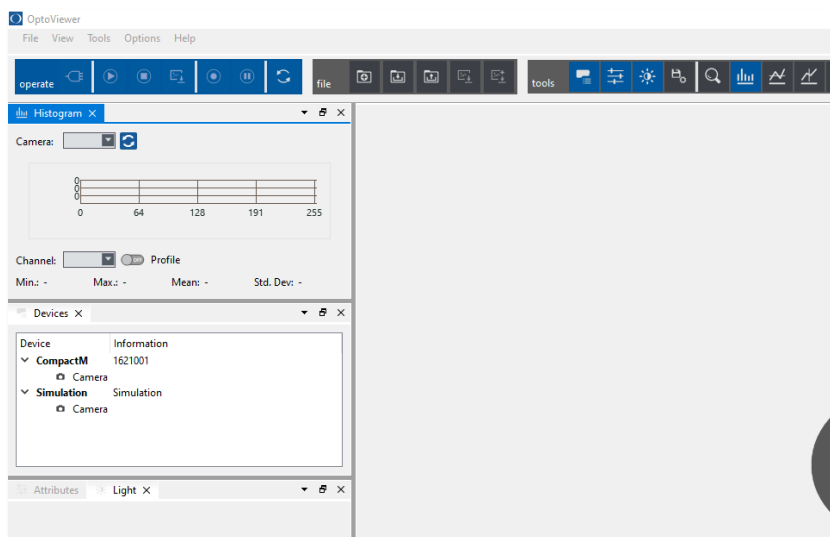 OptoViewer
File View Tools Options Help
operate file tools
Histogram
Camera:
0
0
0
0 64 128 191 255
Channel: OFF Profile
Min.: - Max.: - Mean: - Std. Dev: -
Devices
Device Information
CompactM 1621001
Camera
Simulation Simulation
Camera
Attributes Light